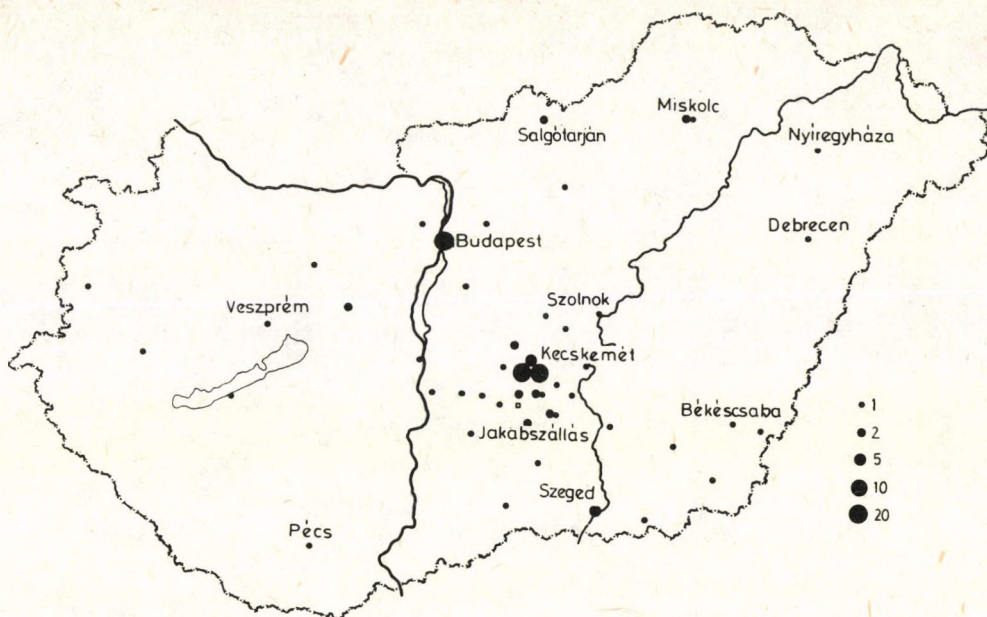 Miskolc
Salgótarján
Nyíregyháza
Debrecen
Budapest
Szolnok
Veszprém
Kecskemét
Békéscsaba
Jakabszállás
Szeged
Pécs
1
2
5
10
20